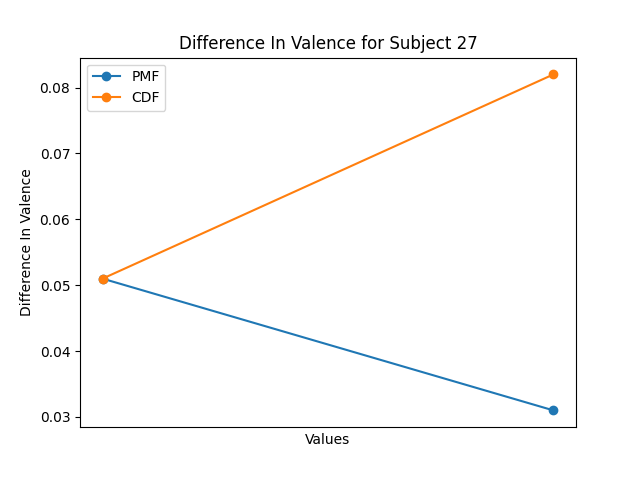 Difference In Valence for Subject 27
PMF
CDF
0.08
0.07
0.06
0.05
0.04
0.03
Difference In Valence
Values